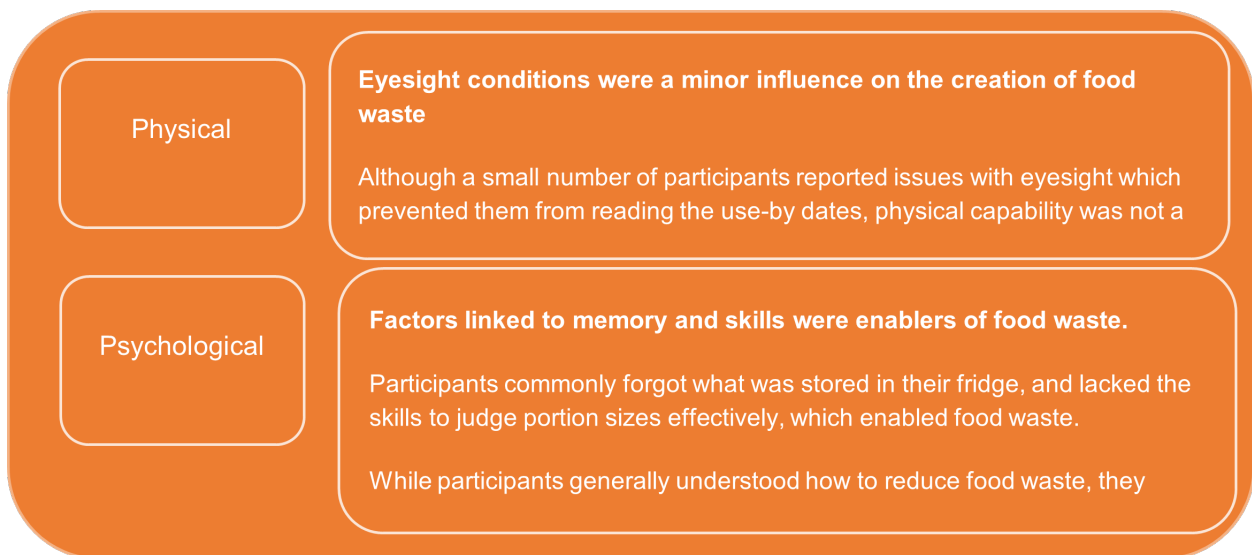 Physical
Eyesight conditions were a minor influence on the creation of food
waste
Although a small number of participants reported issues with eyesight which
prevented them from reading the use-by dates, physical capability was not a
Psychological
Factors linked to memory and skills were enablers of food waste.
Participants commonly forgot what was stored in their fridge, and lacked the
skills to judge portion sizes effectively, which enabled food waste.
While participants generally understood how to reduce food waste, they